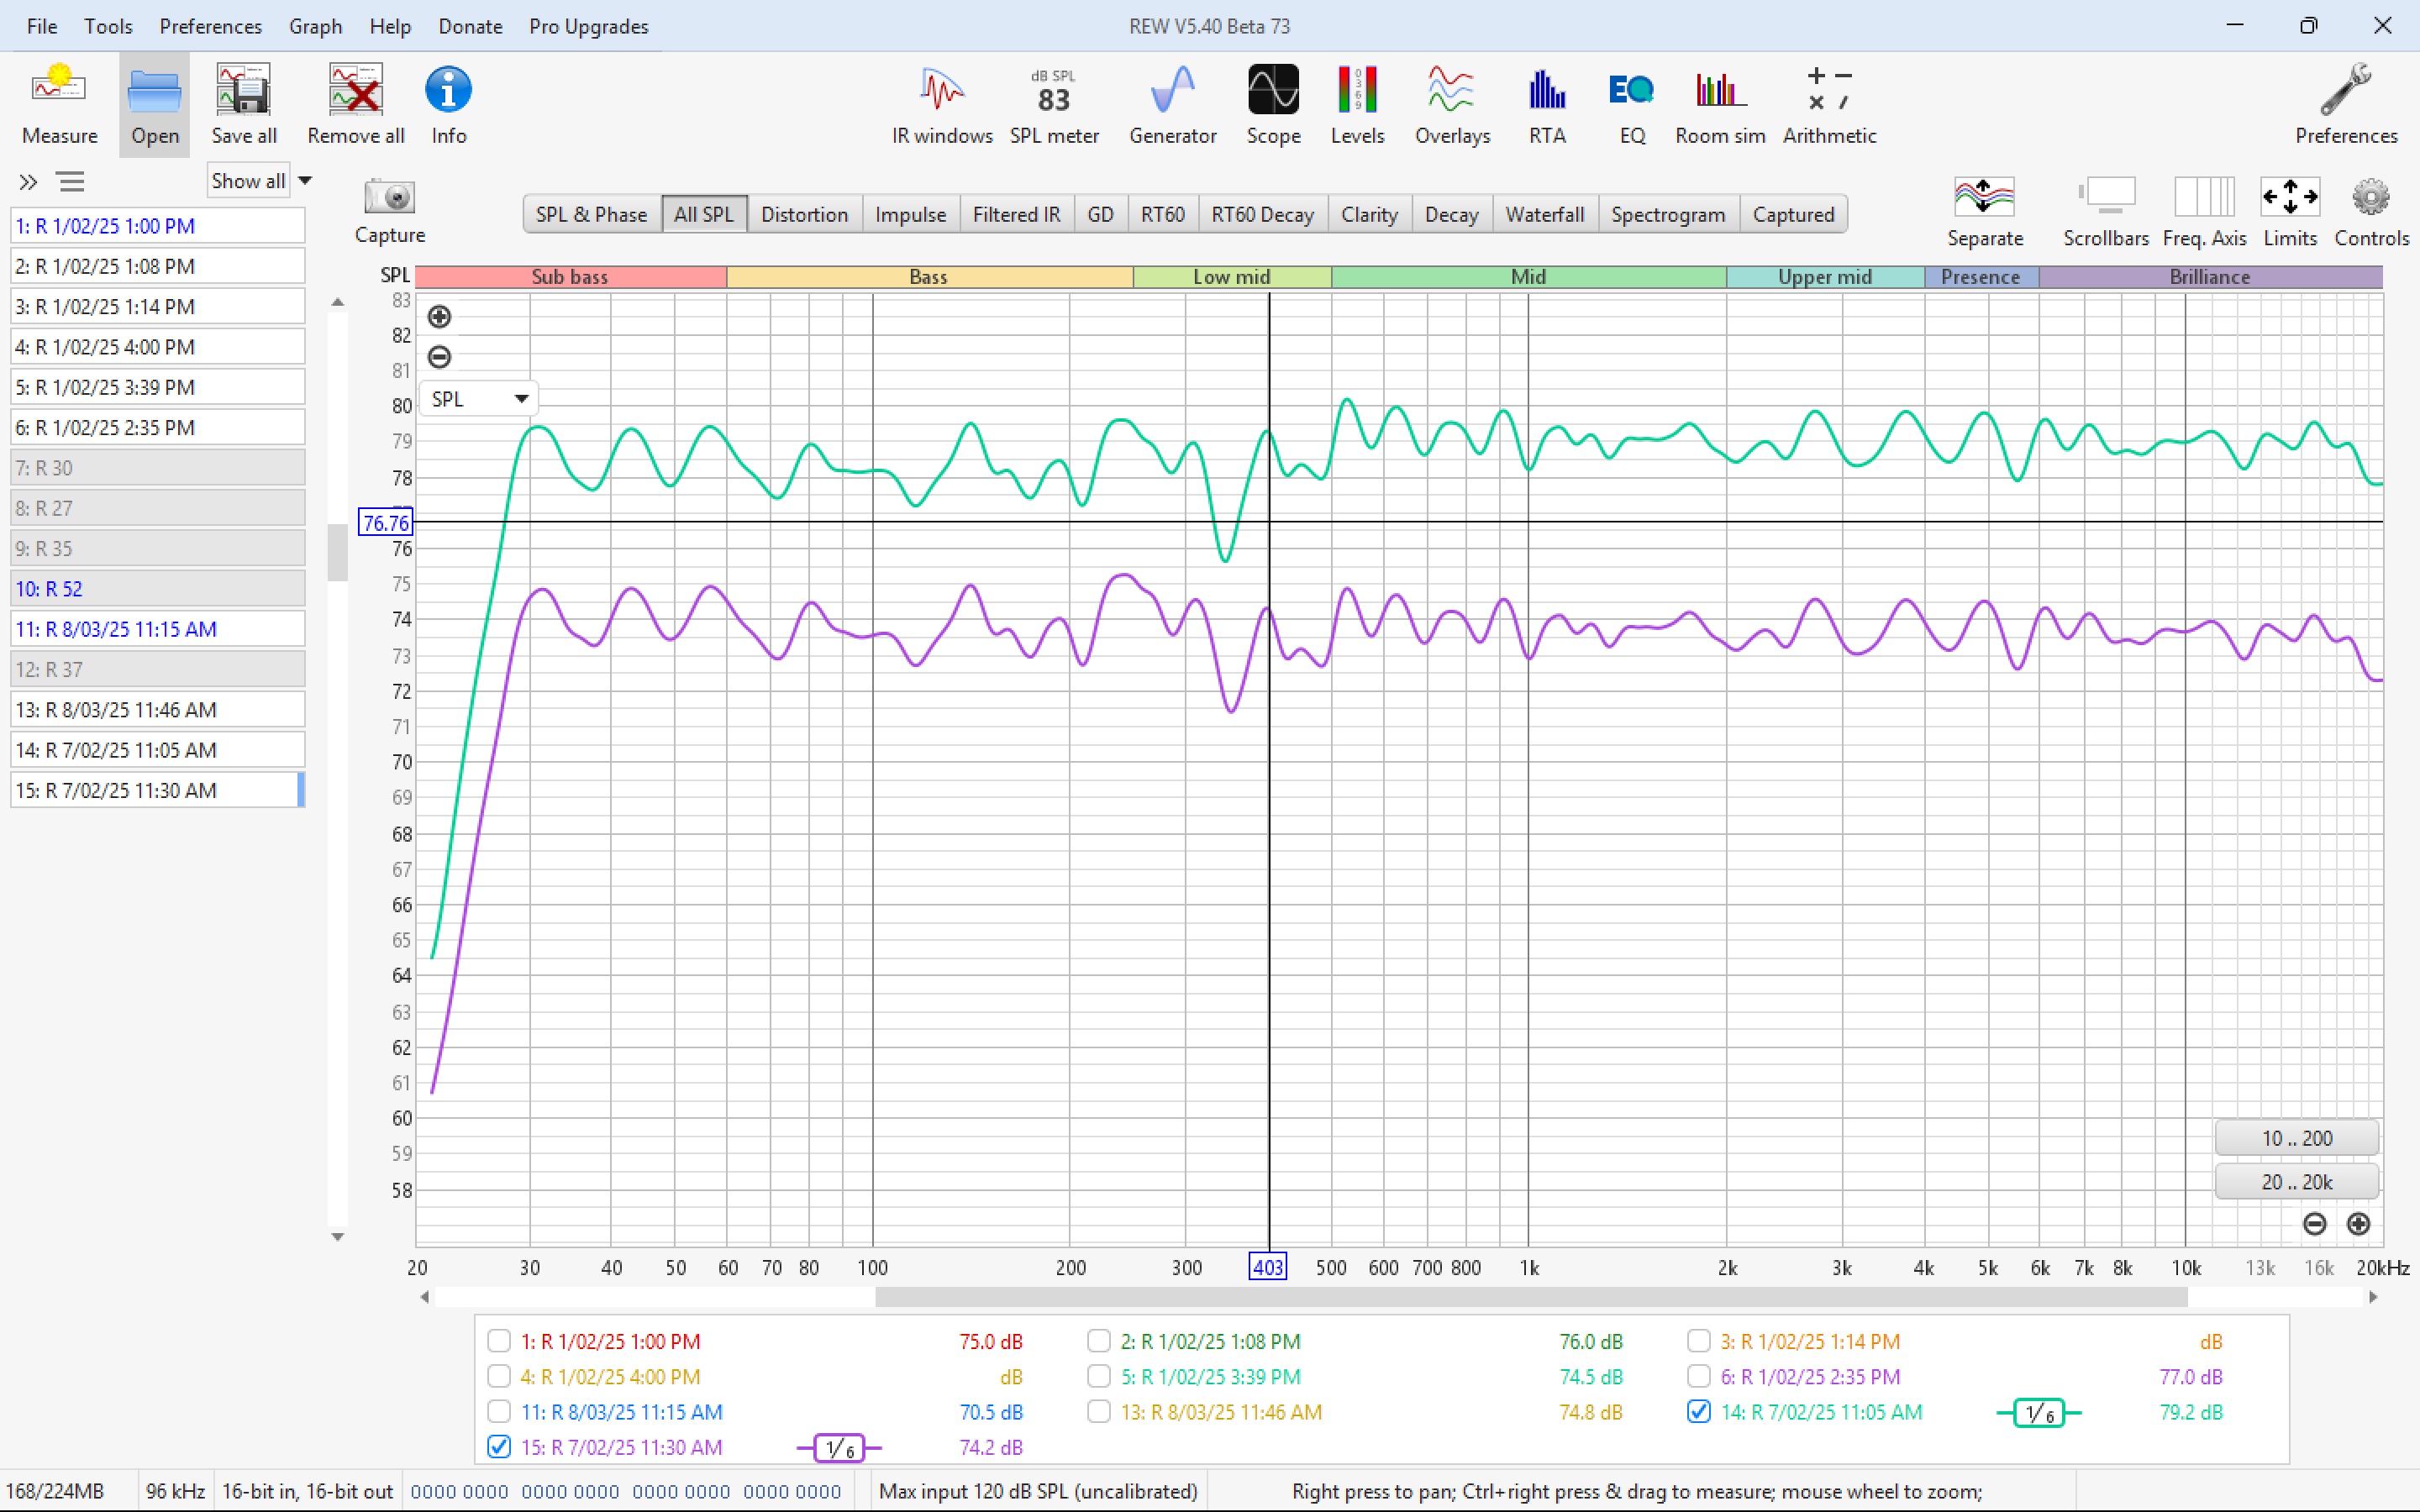 File Tools Preferences Graph Help Donate Pro Upgrades REW V5.40 Beta 73
Measure Open Save all Remove all Info IR windows dB SPL 83 SPL meter Generator Scope 0 3 6 9 Levels Overlays RTA EQ EQ Room sim Arithmetic Preferences
Show all
Capture
SPL & Phase All SPL Distortion Impulse Filtered IR GD RT60 RT60 Decay Clarity Decay Waterfall Spectrogram Captured
Separate Scrollbars Freq. Axis Limits Controls
1: R 1/02/25 1:00 PM
2: R 1/02/25 1:08 PM
3: R 1/02/25 1:14 PM
4: R 1/02/25 4:00 PM
5: R 1/02/25 3:39 PM
6: R 1/02/25 2:35 PM
7: R 30
8: R 27
9: R 35
10: R 52
11: R 8/03/25 11:15 AM
12: R 37
13: R 8/03/25 11:46 AM
14: R 7/02/25 11:05 AM
15: R 7/02/25 11:30 AM
SPL Sub bass Bass Low mid Mid Upper mid Presence Brilliance
83
82
81
80
79
78
76.76
76
75
74
73
72
71
70
69
68
67
66
65
64
63
62
61
60
59
58
SPL
10 .. 200
20 .. 20k
20 30 40 50 60 70 80 100 200 300 403 500 600 700 800 1k 2k 3k 4k 5k 6k 7k 8k 10k 13k 16k 20kHz
1: R 1/02/25 1:00 PM 75.0 dB 2: R 1/02/25 1:08 PM 76.0 dB 3: R 1/02/25 1:14 PM dB
4: R 1/02/25 4:00 PM dB 5: R 1/02/25 3:39 PM 74.5 dB 6: R 1/02/25 2:35 PM 77.0 dB
11: R 8/03/25 11:15 AM 70.5 dB 13: R 8/03/25 11:46 AM 74.8 dB 14: R 7/02/25 11:05 AM 1/6 79.2 dB
15: R 7/02/25 11:30 AM 1/6 74.2 dB
168/224MB 96 kHz 16-bit in, 16-bit out 0000 0000 0000 0000 0000 0000 0000 0000 Max input 120 dB SPL (uncalibrated) Right press to pan; Ctrl+right press & drag to measure; mouse wheel to zoom;